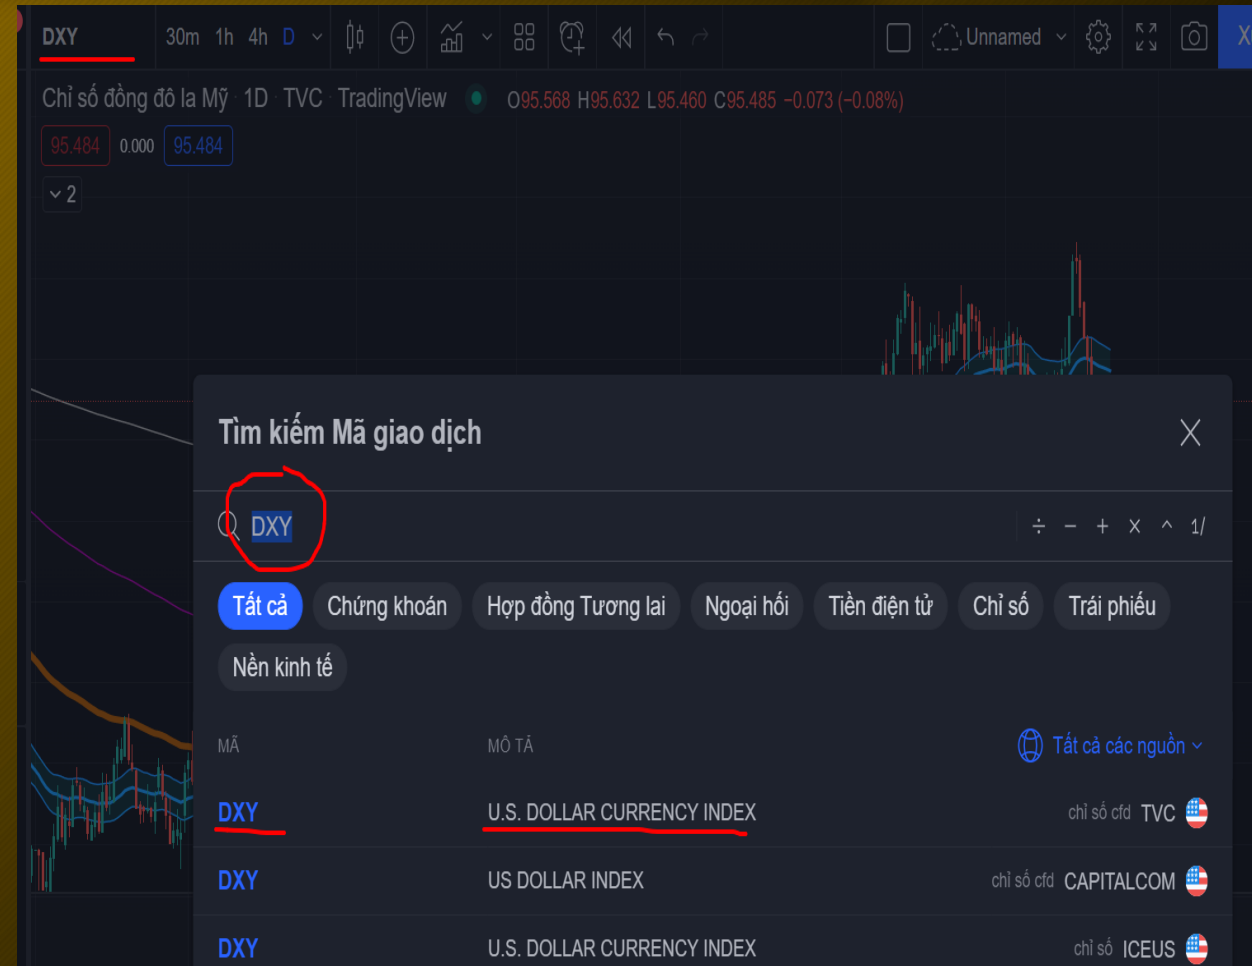 DXY 30m 1h 4h D Unnamed
Chỉ số đồng đô la Mỹ · 1D · TVC · TradingView O95.568 H95.632 L95.460 C95.485 −0.073 (−0.08%)
95.484 0.000 95.484
2
Tìm kiếm Mã giao dịch
DXY ÷ − + × ^ 1/
Tất cả Chứng khoán Hợp đồng Tương lai Ngoại hối Tiền điện tử Chỉ số Trái phiếu
Nền kinh tế
MÃ MÔ TẢ Tất cả các nguồn
DXY U.S. DOLLAR CURRENCY INDEX chỉ số cfd TVC
DXY US DOLLAR INDEX chỉ số cfd CAPITALCOM
DXY U.S. DOLLAR CURRENCY INDEX chỉ số ICEUS